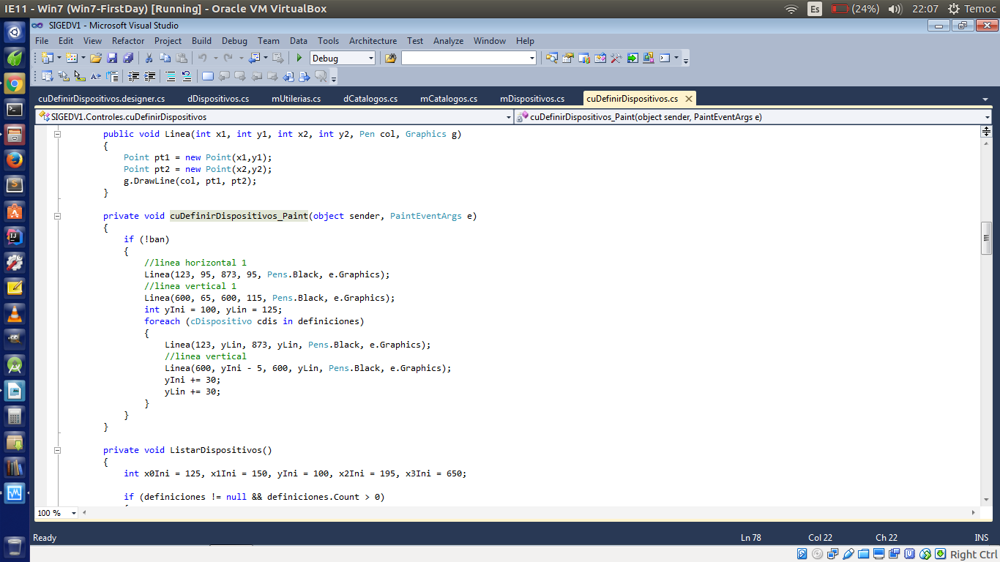 IE11 - Win7 (Win7-FirstDay) [Running] - Oracle VM VirtualBox
Es
(24%)
22:07
Temoc
SIGEDV1 - Microsoft Visual Studio
File Edit View Refactor Project Build Debug Team Data Tools Architecture Test Analyze Window Help
Debug
cuDefinirDispositivos.designer.cs dDispositivos.cs mUtilerias.cs dCatalogos.cs mCatalogos.cs mDispositivos.cs cuDefinirDispositivos.cs
SIGEDV1.Controles.cuDefinirDispositivos
cuDefinirDispositivos_Paint(object sender, PaintEventArgs e)
public void Linea(int x1, int y1, int x2, int y2, Pen col, Graphics g)
{
Point pt1 = new Point(x1,y1);
Point pt2 = new Point(x2,y2);
g.DrawLine(col, pt1, pt2);
}
private void cuDefinirDispositivos_Paint(object sender, PaintEventArgs e)
{
if (!ban)
{
//linea horizontal 1
Linea(123, 95, 873, 95, Pens.Black, e.Graphics);
//linea vertical 1
Linea(600, 65, 600, 115, Pens.Black, e.Graphics);
int yIni = 100, yLin = 125;
foreach (cDispositivo cdis in definiciones)
{
Linea(123, yLin, 873, yLin, Pens.Black, e.Graphics);
//linea vertical
Linea(600, yIni - 5, 600, yLin, Pens.Black, e.Graphics);
yIni += 30;
yLin += 30;
}
}
}
private void ListarDispositivos()
{
int x0Ini = 125, x1Ini = 150, yIni = 100, x2Ini = 195, x3Ini = 650;
if (definiciones != null && definiciones.Count > 0)
100 %
Ready
Ln 78
Col 22
Ch 22
INS
Right Ctrl